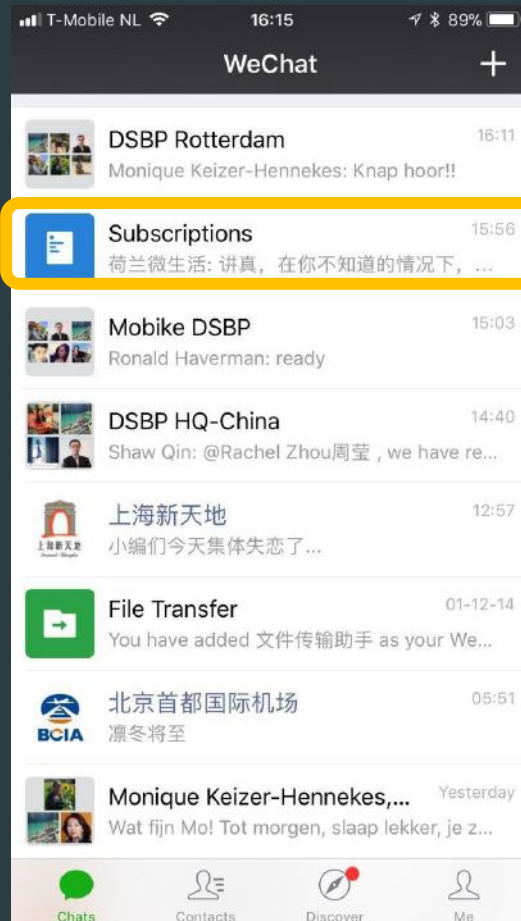 T-Mobile NL 16:15 89%
WeChat +
DSBP Rotterdam 16:11
Monique Keizer-Hennekes: Knap hoor!!
Subscriptions 15:56
荷兰微生活: 讲真，在你不知道的情况下，...
Mobike DSBP 15:03
Ronald Haverman: ready
DSBP HQ-China 14:40
Shaw Qin: @Rachel Zhou周莹 , we have re...
上海新天地 12:57
小编们今天集体失恋了...
上海新天地
File Transfer 01-12-14
You have added 文件传输助手 as your We...
北京首都国际机场 05:51
BCIA 凛冬将至
Monique Keizer-Hennekes,... Yesterday
Wat fijn Mo! Tot morgen, slaap lekker, je z...
Chats Contacts Discover Me